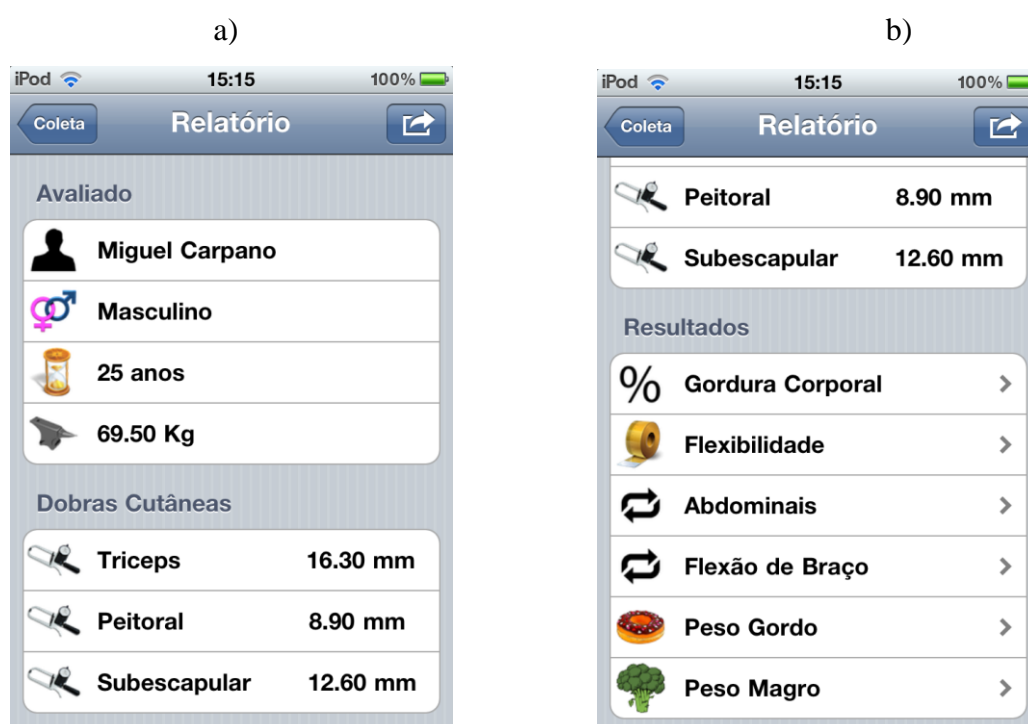 a)
iPod 15:15 100%
Coleta Relatório
Avaliado
Miguel Carpano
Masculino
25 anos
69.50 Kg
Dobras Cutâneas
Triceps 16.30 mm
Peitoral 8.90 mm
Subescapular 12.60 mm
b)
iPod 15:15 100%
Coleta Relatório
Peitoral 8.90 mm
Subescapular 12.60 mm
Resultados
% Gordura Corporal
Flexibilidade
Abdominais
Flexão de Braço
Peso Gordo
Peso Magro